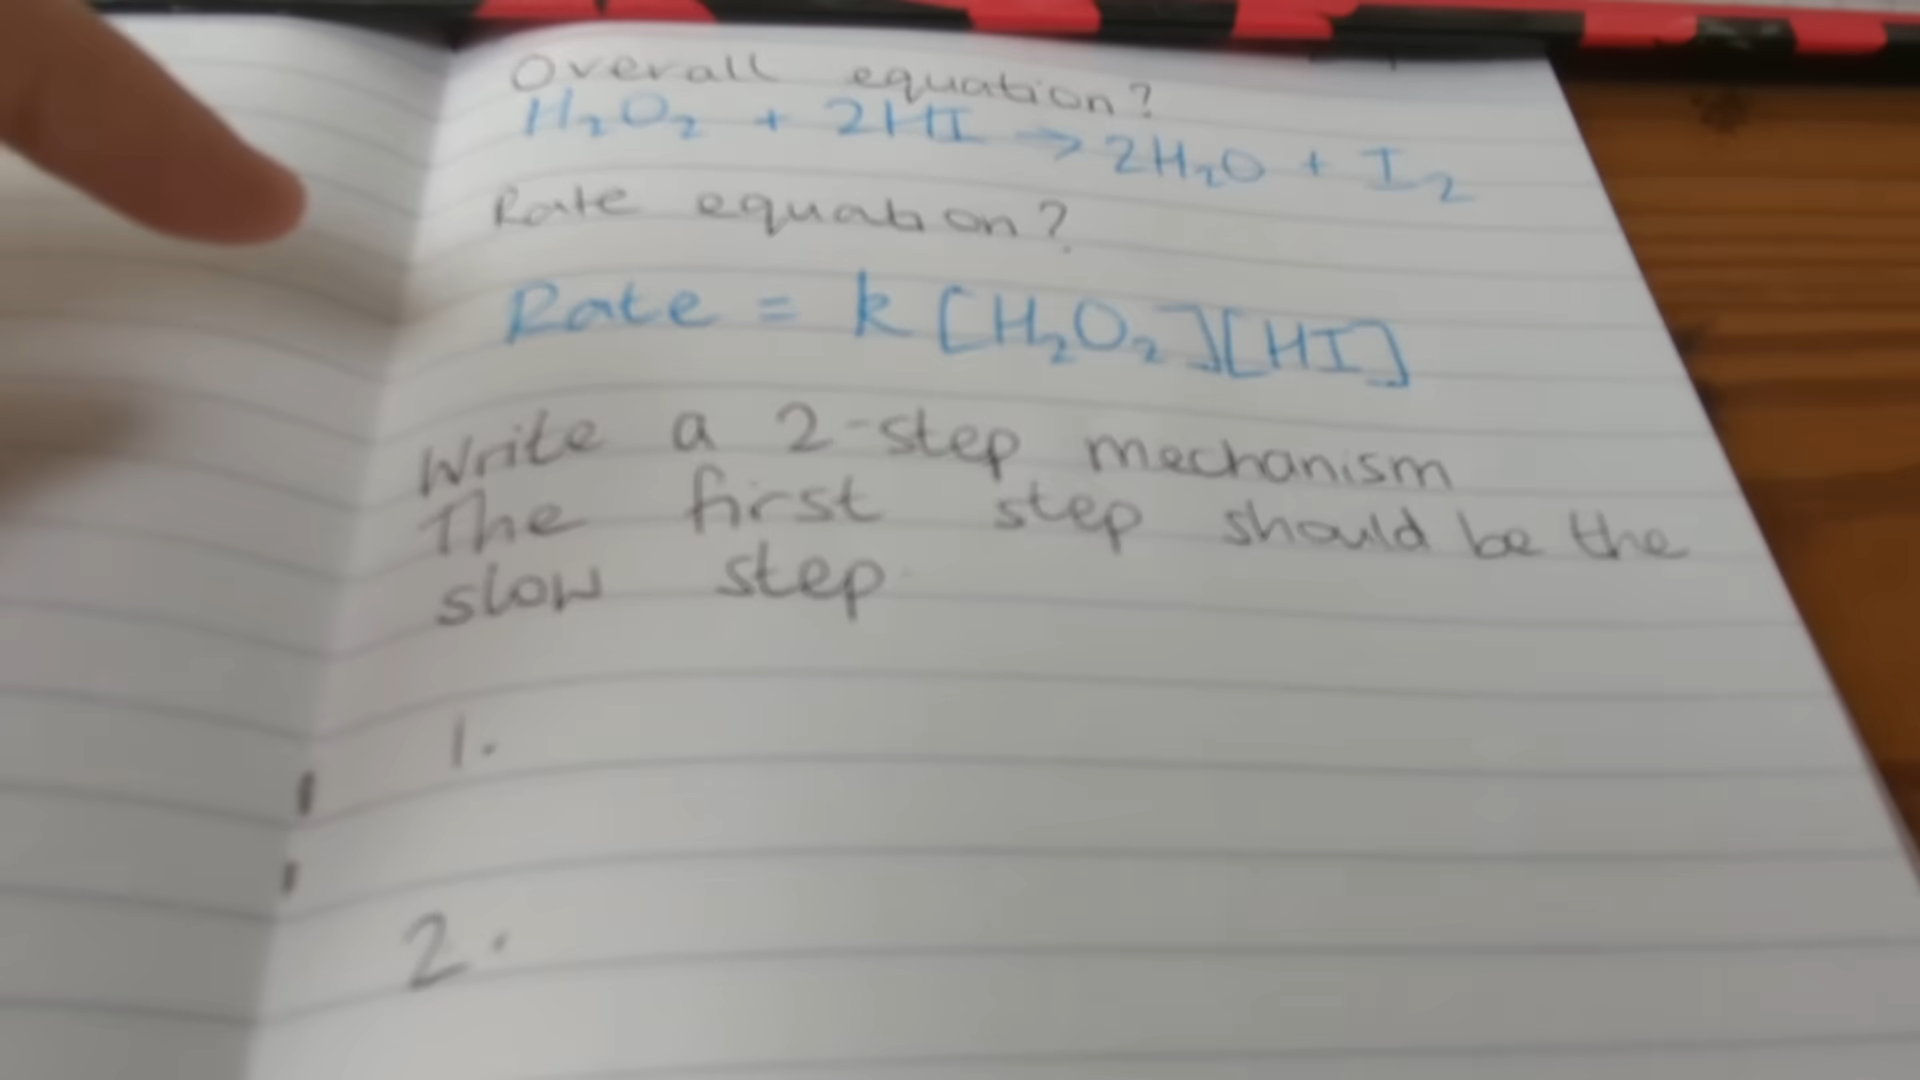 Overall equation?
H₂O₂ + 2HI → 2H₂O + I₂
Rate equation?
Rate = k [H₂O₂][HI]
Write a 2-step mechanism
The first step should be the
slow step
1.
2.